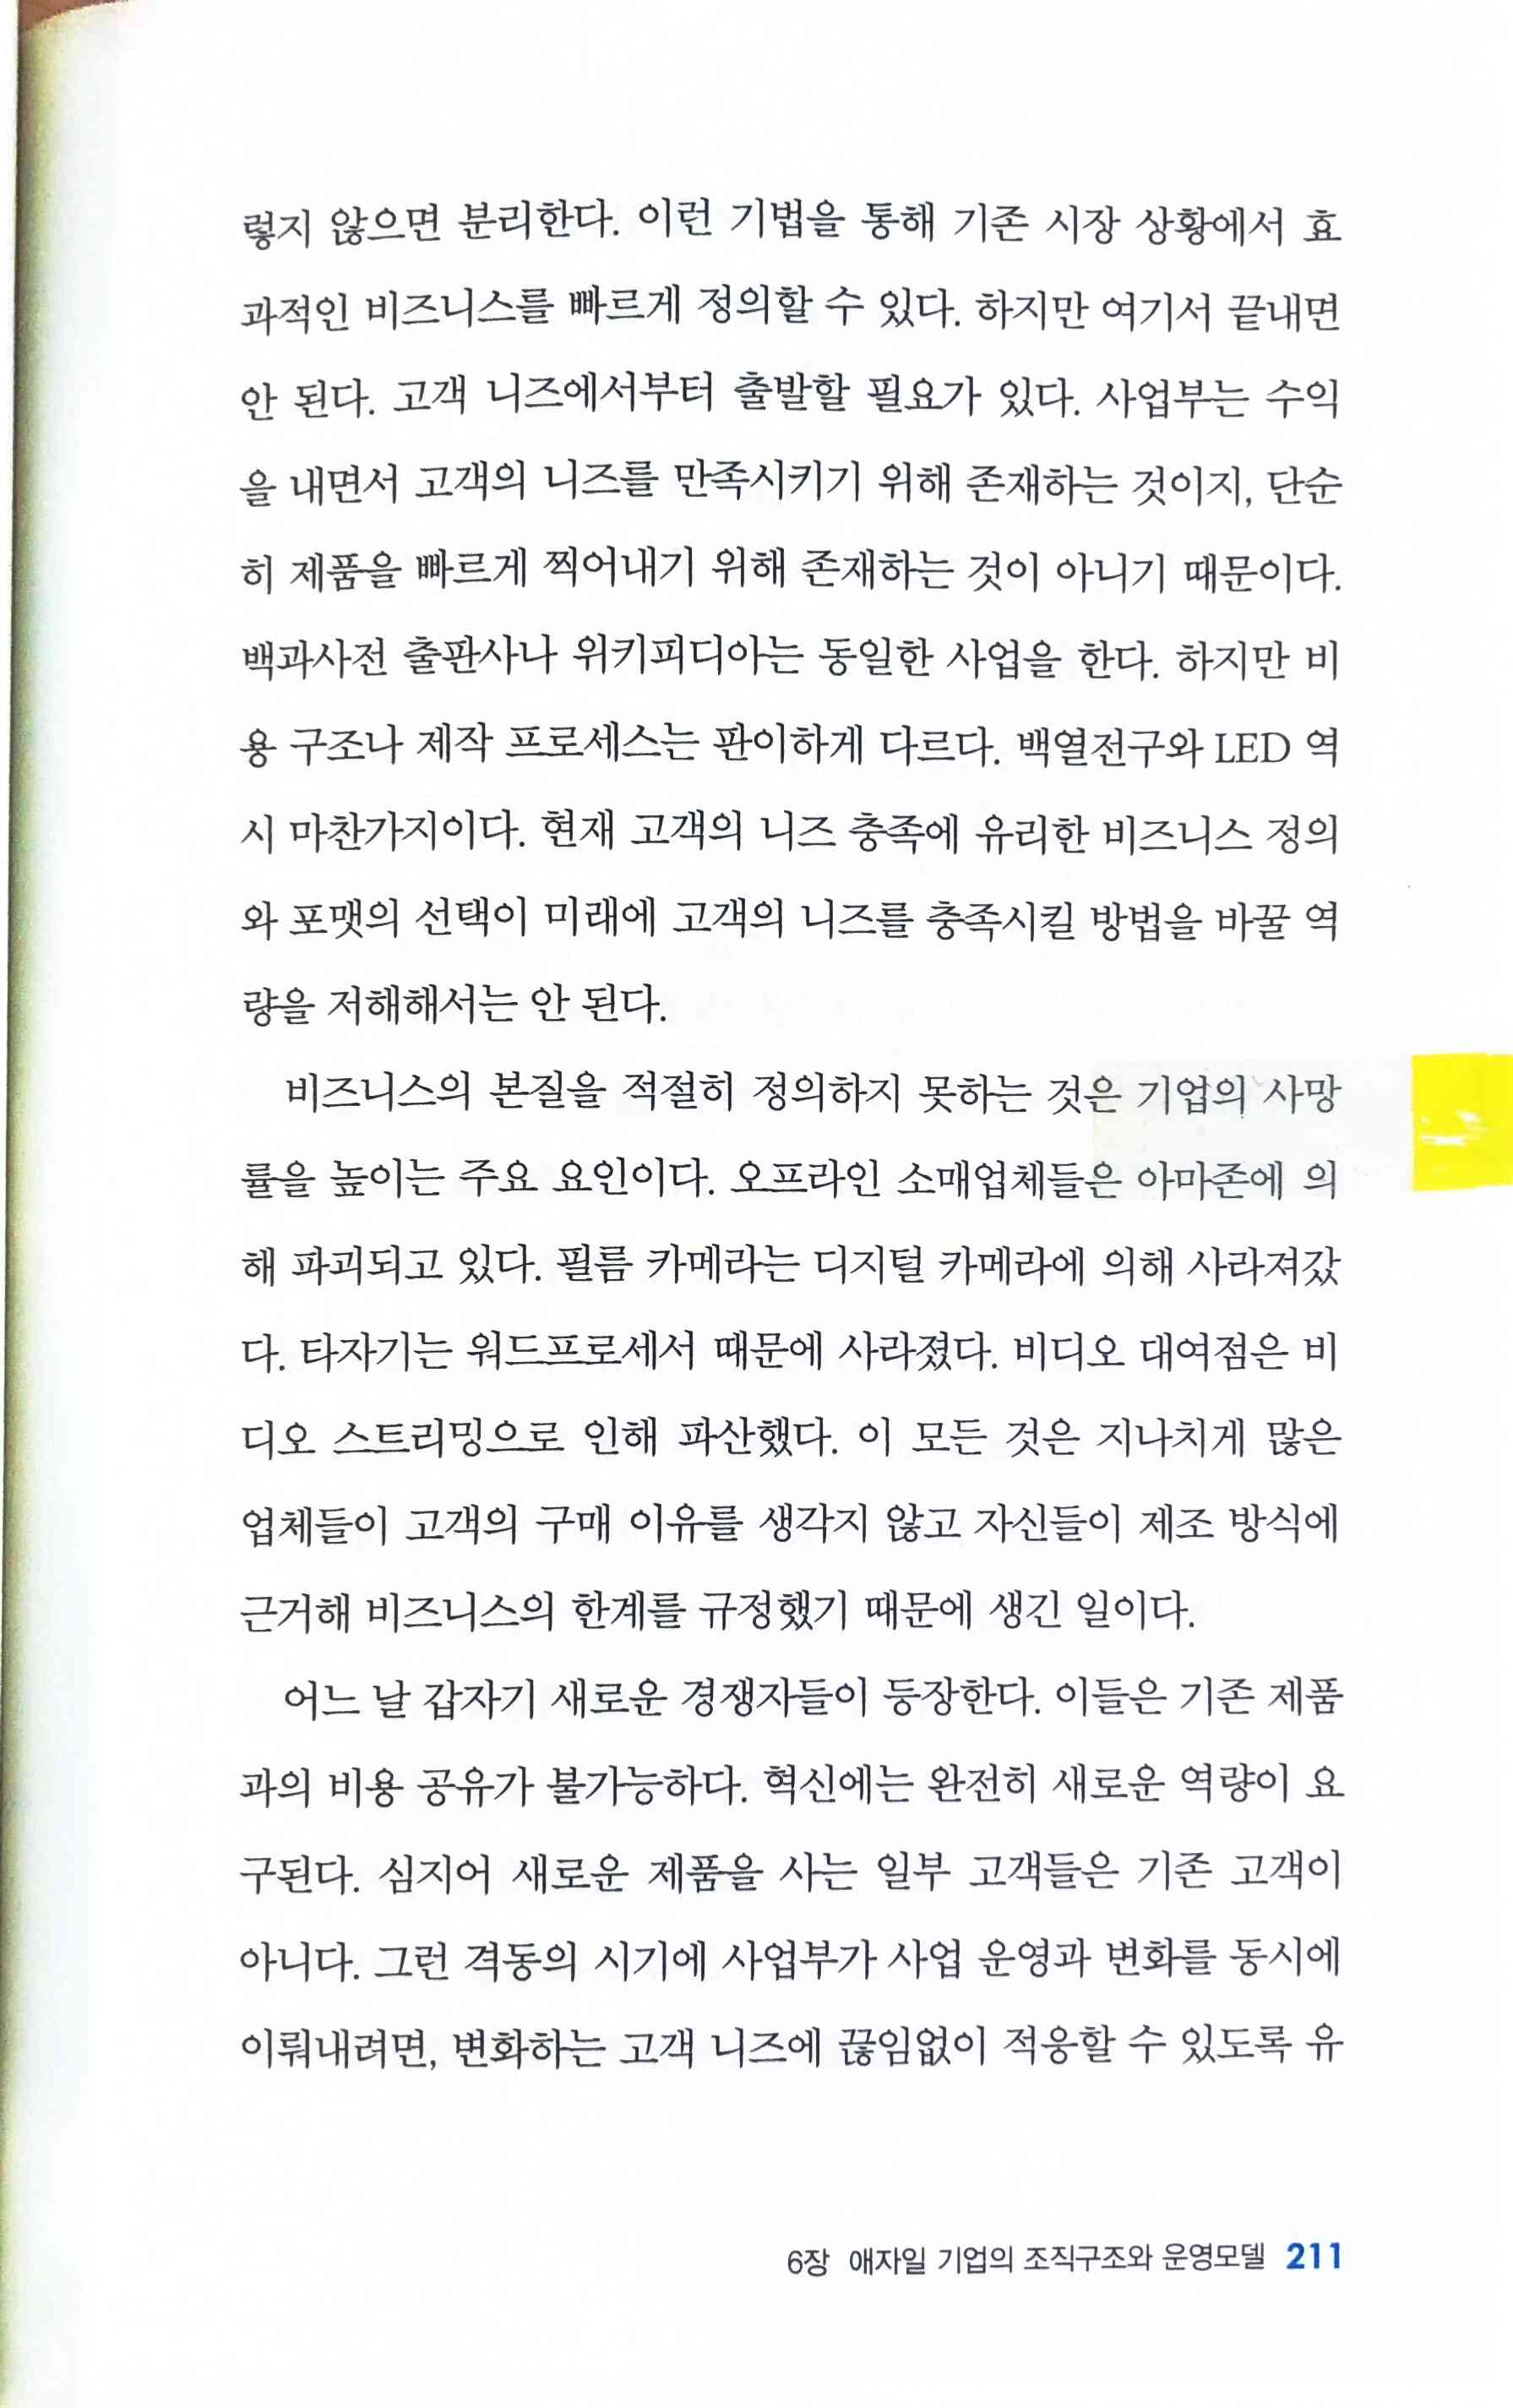 렇지 않으면 분리한다. 이런 기법을 통해 기존 시장 상황에서 효
과적인 비즈니스를 빠르게 정의할 수 있다. 하지만 여기서 끝내면
안 된다. 고객 니즈에서부터 출발할 필요가 있다. 사업부는 수익
을 내면서 고객의 니즈를 만족시키기 위해 존재하는 것이지, 단순
히 제품을 빠르게 찍어내기 위해 존재하는 것이 아니기 때문이다.
백과사전 출판사나 위키피디아는 동일한 사업을 한다. 하지만 비
용 구조나 제작 프로세스는 판이하게 다르다. 백열전구와 LED 역
시 마찬가지이다. 현재 고객의 니즈 충족에 유리한 비즈니스 정의
와 포맷의 선택이 미래에 고객의 니즈를 충족시킬 방법을 바꿀 역
량을 저해해서는 안 된다.
비즈니스의 본질을 적절히 정의하지 못하는 것은 기업의 사망
률을 높이는 주요 요인이다. 오프라인 소매업체들은 아마존에 의
해 파괴되고 있다. 필름 카메라는 디지털 카메라에 의해 사라져갔
다. 타자기는 워드프로세서 때문에 사라졌다. 비디오 대여점은 비
디오 스트리밍으로 인해 파산했다. 이 모든 것은 지나치게 많은
업체들이 고객의 구매 이유를 생각지 않고 자신들이 제조 방식에
근거해 비즈니스의 한계를 규정했기 때문에 생긴 일이다.
어느 날 갑자기 새로운 경쟁자들이 등장한다. 이들은 기존 제품
과의 비용 공유가 불가능하다. 혁신에는 완전히 새로운 역량이 요
구된다. 심지어 새로운 제품을 사는 일부 고객들은 기존 고객이
아니다. 그런 격동의 시기에 사업부가 사업 운영과 변화를 동시에
이뤄내려면, 변화하는 고객 니즈에 끊임없이 적응할 수 있도록 유
6장 애자일 기업의 조직구조와 운영모델 211